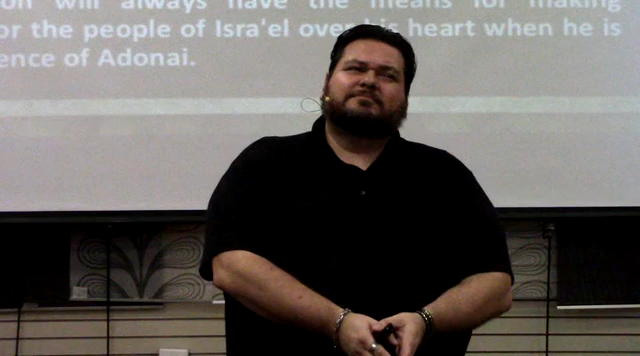 will always have the means for making
for the people of Isra'el over his heart when he is
ence of Adonai.